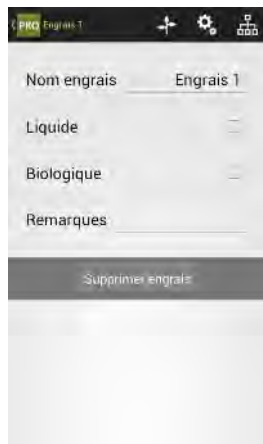 PRO Engrais 1
Nom engrais Engrais 1
Liquide
Biologique
Remarques
Supprimer engrais